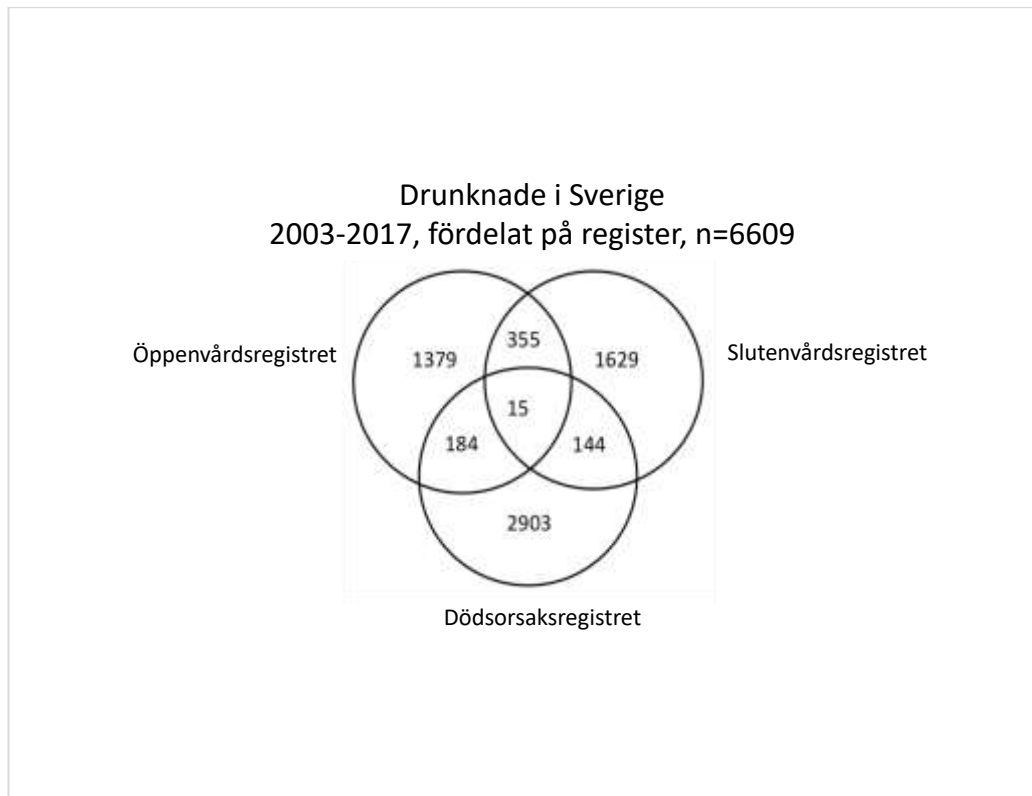 Drunknade i Sverige
2003-2017, fördelat på register, n=6609
355
Öppenvårdsregistret
1379
1629
Slutenvårdsregistret
15
184
144
2903
Dödsorsaksregistret